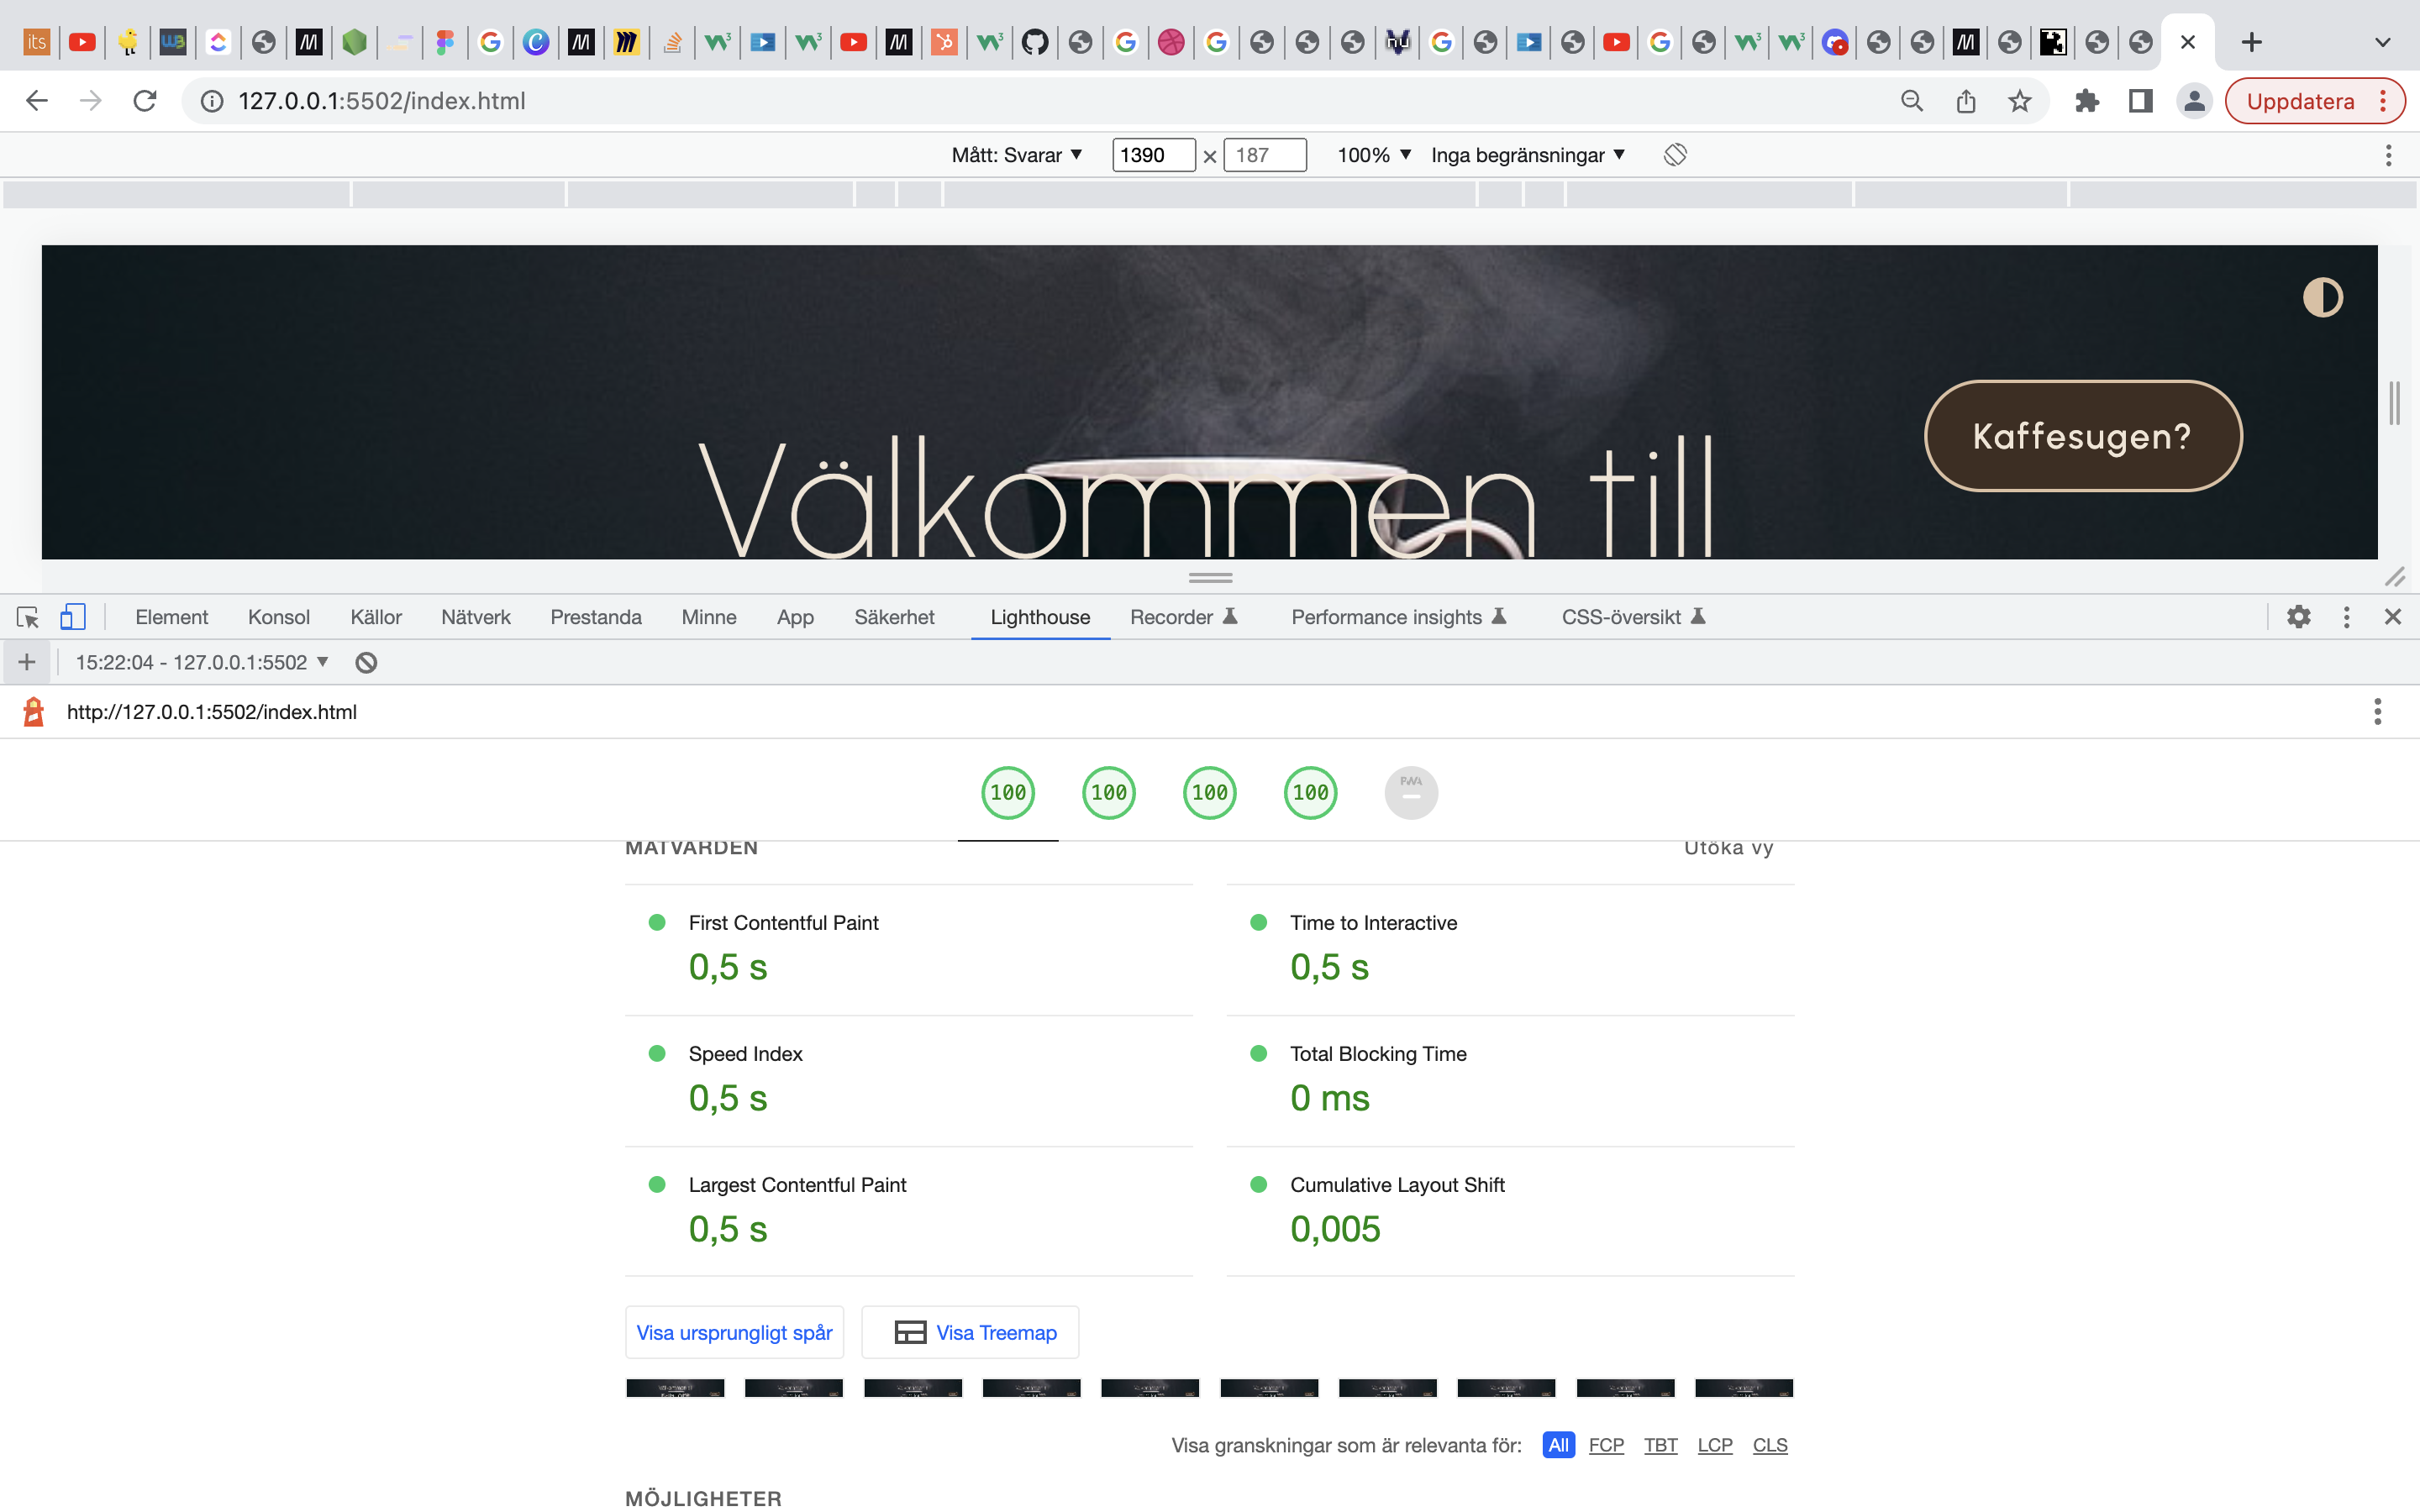 its
127.0.0.1:5502/index.html
Uppdatera
Mått: Svarar ▼ 1390 × 187 100% ▼ Inga begränsningar ▼
Kaffesugen?
Välkommen till
Element Konsol Källor Nätverk Prestanda Minne App Säkerhet Lighthouse Recorder Performance insights CSS-översikt
15:22:04 - 127.0.0.1:5502 ▼
http://127.0.0.1:5502/index.html
100 100 100 100 PWA
MÄTVÄRDEN Utöka vy
First Contentful Paint
0,5 s
Time to Interactive
0,5 s
Speed Index
0,5 s
Total Blocking Time
0 ms
Largest Contentful Paint
0,5 s
Cumulative Layout Shift
0,005
Visa ursprungligt spår Visa Treemap
Visa granskningar som är relevanta för: All FCP TBT LCP CLS
MÖJLIGHETER